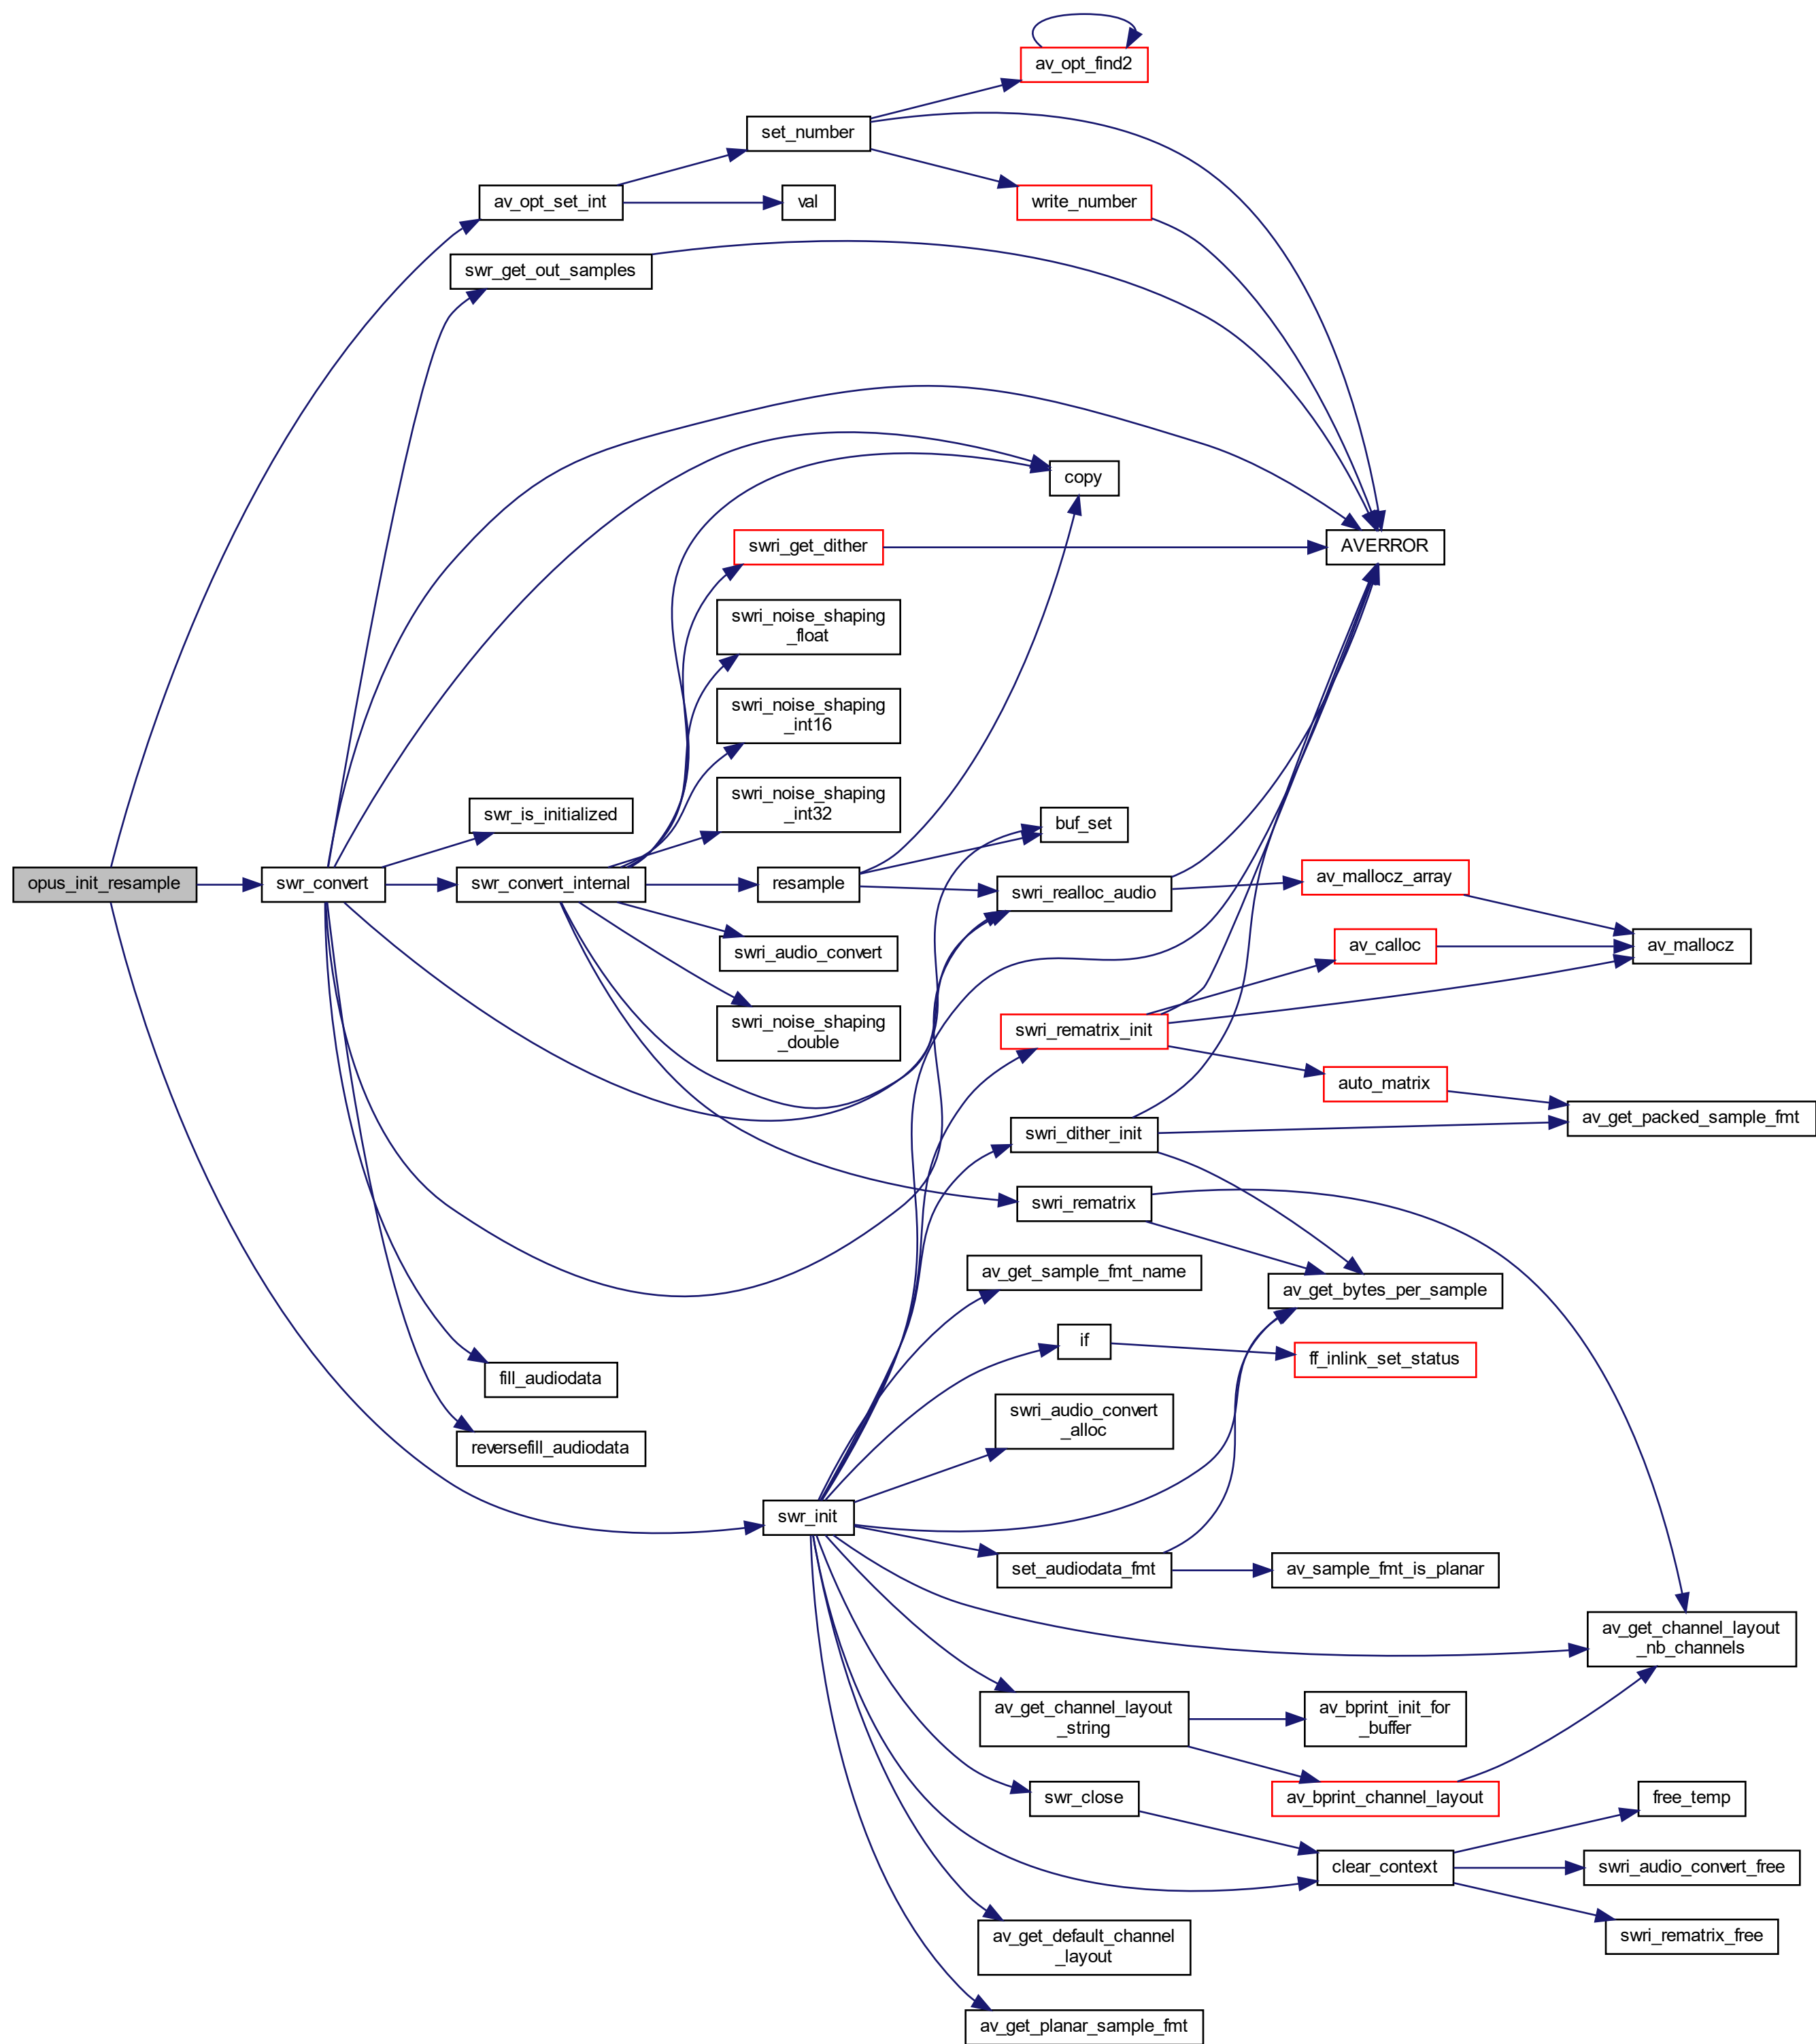 av_opt_find2
set_number
write_number
av_opt_set_int
val
swr_get_out_samples
copy
swri_get_dither
AVERROR
swri_noise_shaping
_float
swri_noise_shaping
_int16
swri_noise_shaping
_int32
swr_is_initialized
buf_set
opus_init_resample
swr_convert
swr_convert_internal
resample
swri_realloc_audio
av_mallocz_array
swri_audio_convert
av_calloc
av_mallocz
swri_noise_shaping
_double
swri_rematrix_init
auto_matrix
av_get_packed_sample_fmt
swri_dither_init
swri_rematrix
av_get_sample_fmt_name
av_get_bytes_per_sample
if
ff_inlink_set_status
fill_audiodata
swri_audio_convert
_alloc
reversefill_audiodata
swr_init
set_audiodata_fmt
av_sample_fmt_is_planar
av_get_channel_layout
_nb_channels
av_get_channel_layout
_string
av_bprint_init_for
_buffer
swr_close
av_bprint_channel_layout
free_temp
clear_context
swri_audio_convert_free
av_get_default_channel
_layout
swri_rematrix_free
av_get_planar_sample_fmt